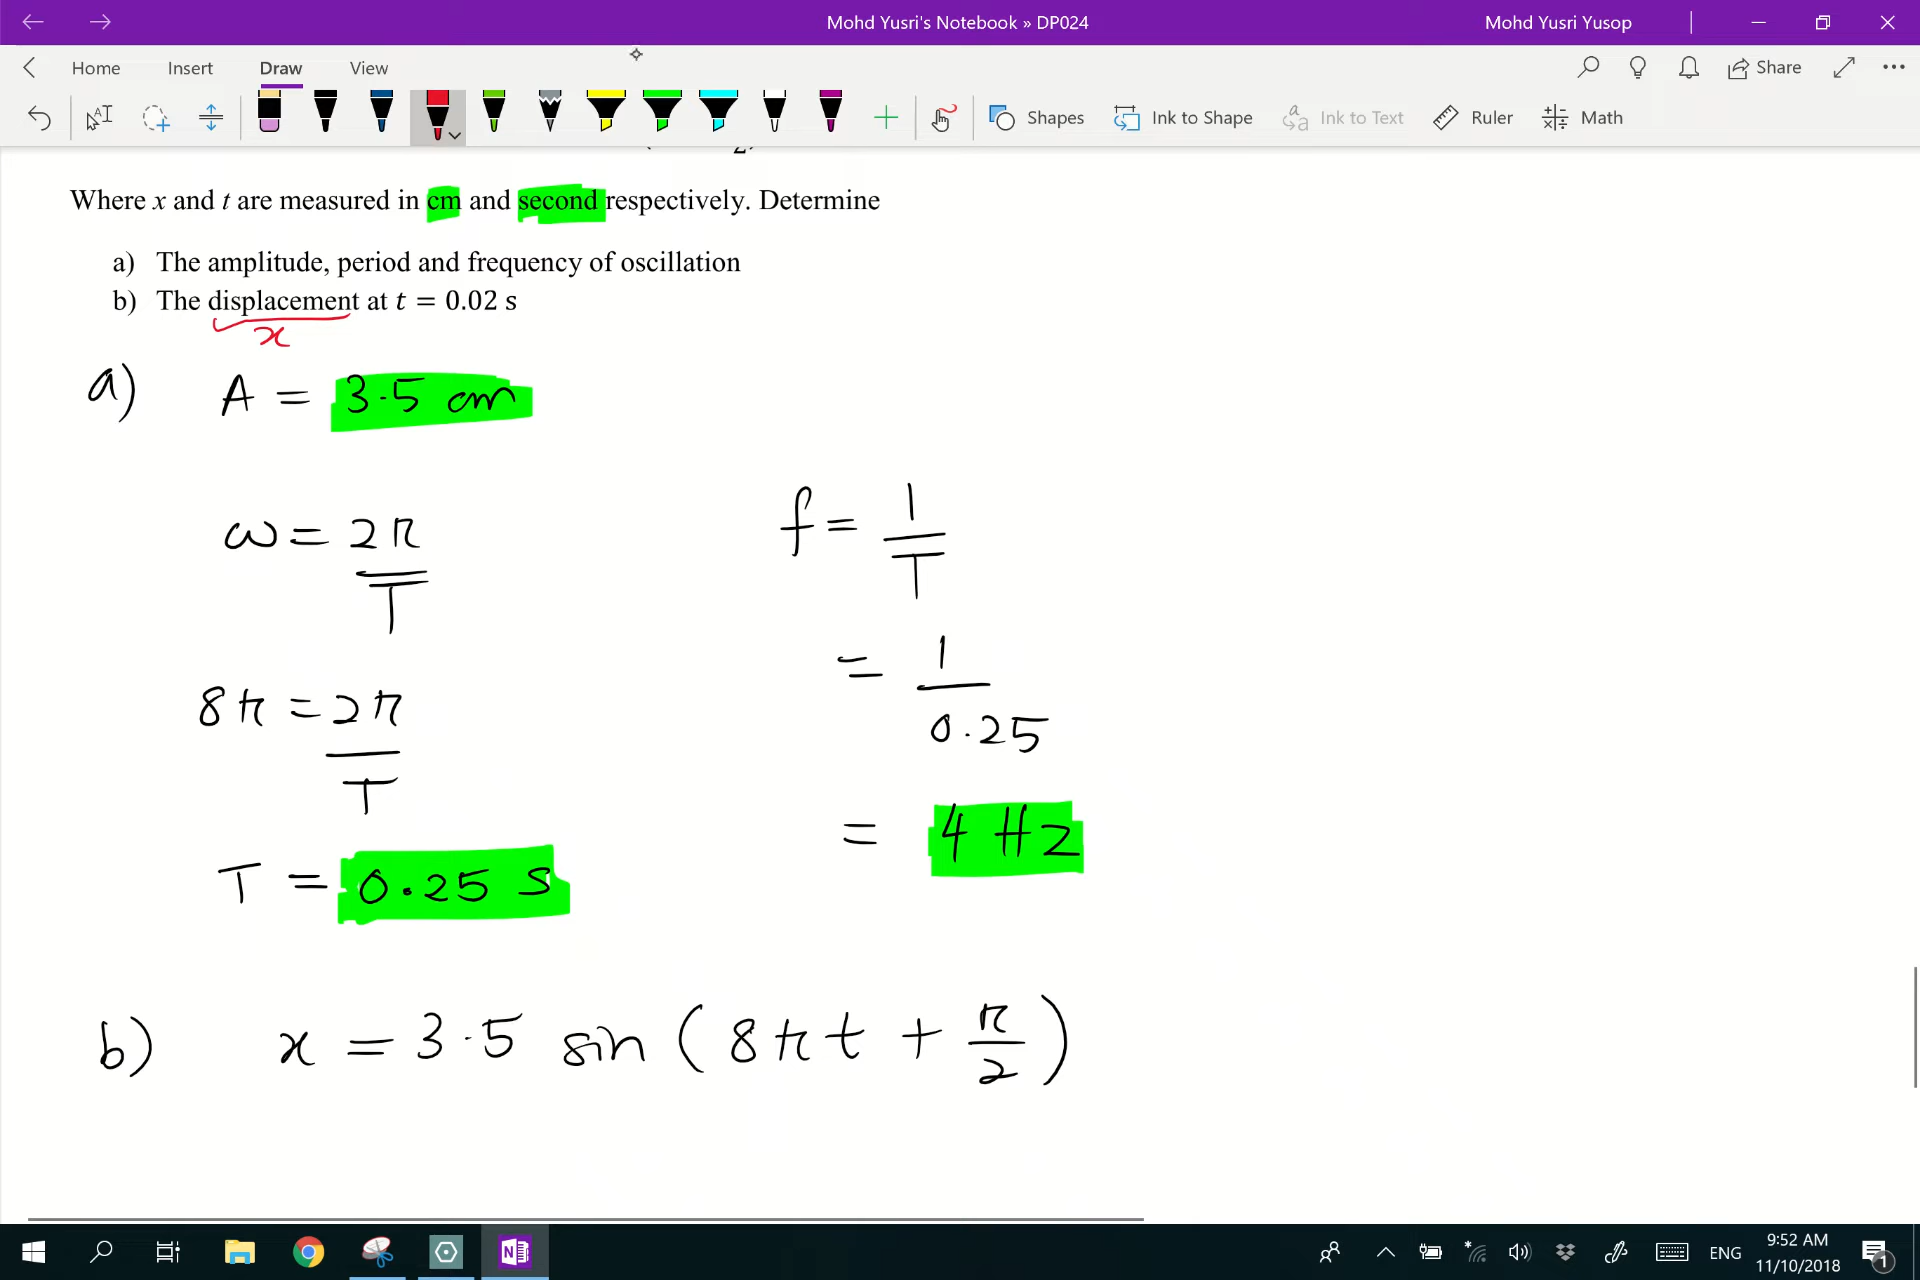 Mohd Yusri's Notebook » DP024
Mohd Yusri Yusop
Home Insert Draw View
Share
Shapes Ink to Shape Ink to Text Ruler Math
Where x and t are measured in cm and second respectively. Determine
a) The amplitude, period and frequency of oscillation
b) The displacement at t = 0.02 s
x
a) A = 3.5 cm
ω = 2π/T
f = 1/T
8π = 2π/T
= 1/0.25
T = 0.25 s
= 4 Hz
b) x = 3.5 sin (8πt + π/2)
ENG
9:52 AM
11/10/2018
1